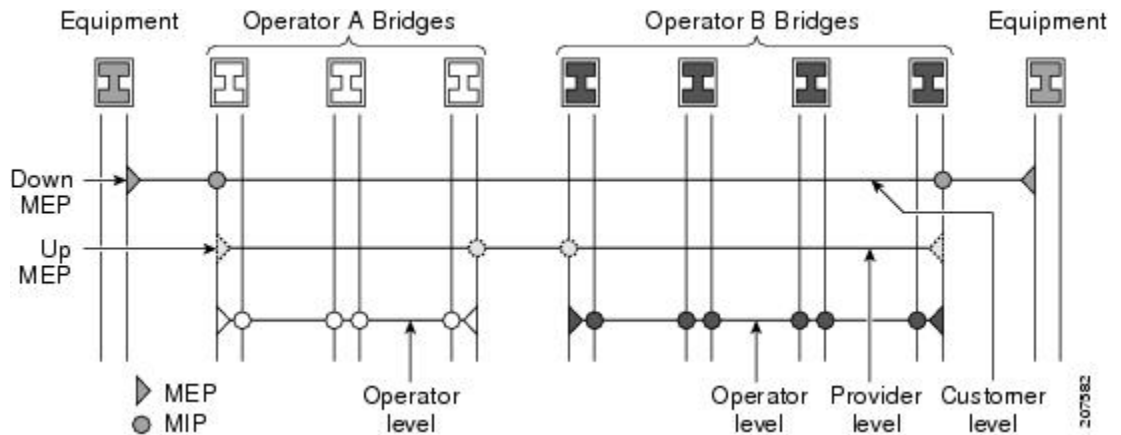 Equipment
Operator A Bridges
Operator B Bridges
Equipment
Down
MEP
Up
MEP
MEP
MIP
Operator
level
Operator
level
Provider
level
Customer
level
207582